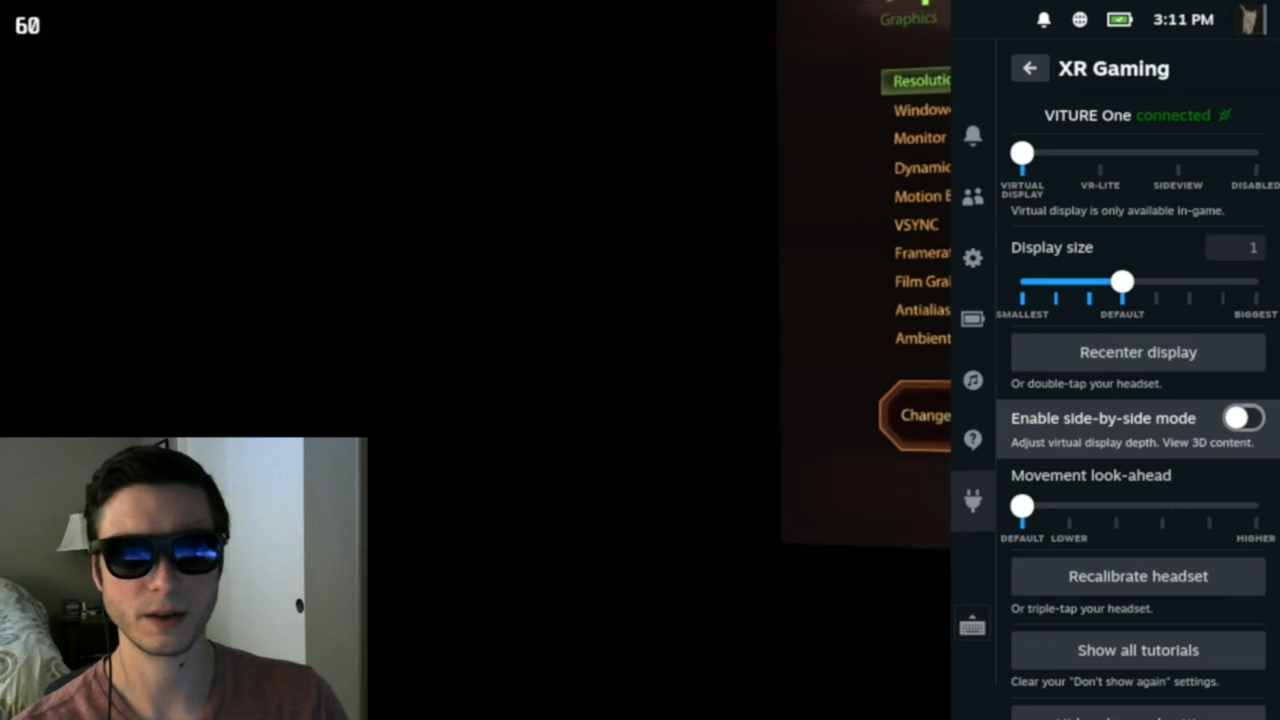 60
Graphics
Resolutio
Window
Monitor
Dynamic
Motion B
VSYNC
Framera
Film Grai
Antialias
Ambient
Change
3:11 PM
XR Gaming
VITURE One connected
VIRTUAL DISPLAY
VR-LITE
SIDEVIEW
DISABLED
Virtual display is only available in-game.
Display size
1
SMALLEST
DEFAULT
BIGGEST
Recenter display
Or double-tap your headset.
Enable side-by-side mode
Adjust virtual display depth. View 3D content.
Movement look-ahead
DEFAULT
LOWER
HIGHER
Recalibrate headset
Or triple-tap your headset.
Show all tutorials
Clear your "Don't show again" settings.